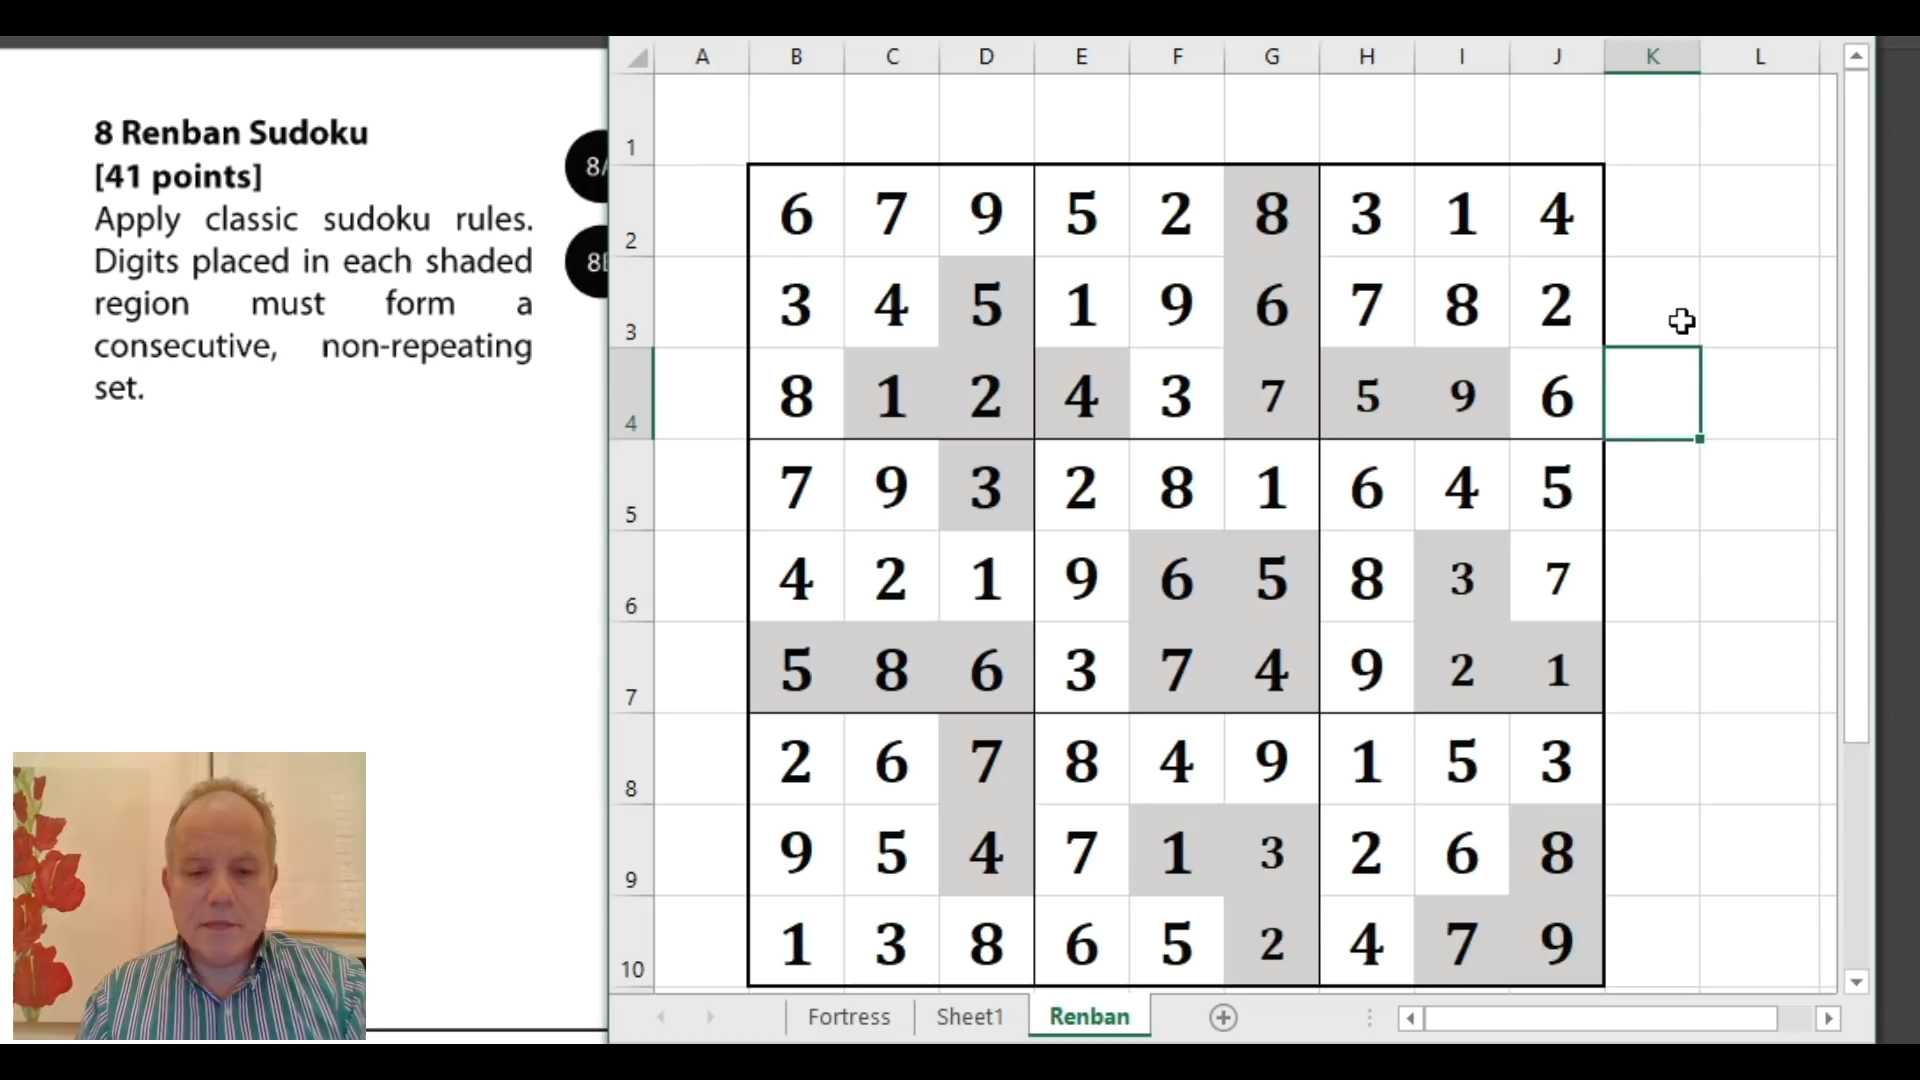 8 Renban Sudoku
[41 points]
Apply classic sudoku rules.
Digits placed in each shaded
region must form a
consecutive, non-repeating
set.
8
8
A B C D E F G H I J K L
1
2 6 7 9 5 2 8 3 1 4
3 3 4 5 1 9 6 7 8 2
4 8 1 2 4 3 7 5 9 6
5 7 9 3 2 8 1 6 4 5
6 4 2 1 9 6 5 8 3 7
7 5 8 6 3 7 4 9 2 1
8 2 6 7 8 4 9 1 5 3
9 9 5 4 7 1 3 2 6 8
10 1 3 8 6 5 2 4 7 9
Fortress Sheet1 Renban